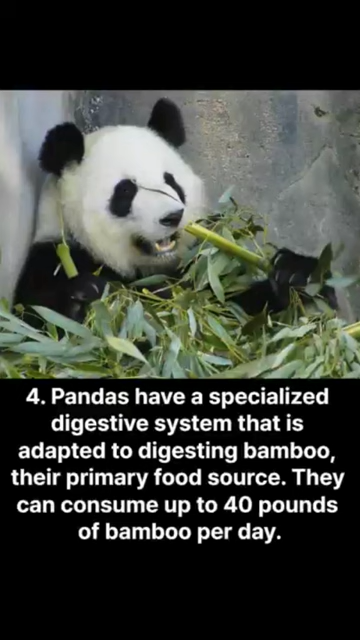 4. Pandas have a specialized
digestive system that is
adapted to digesting bamboo,
their primary food source. They
can consume up to 40 pounds
of bamboo per day.